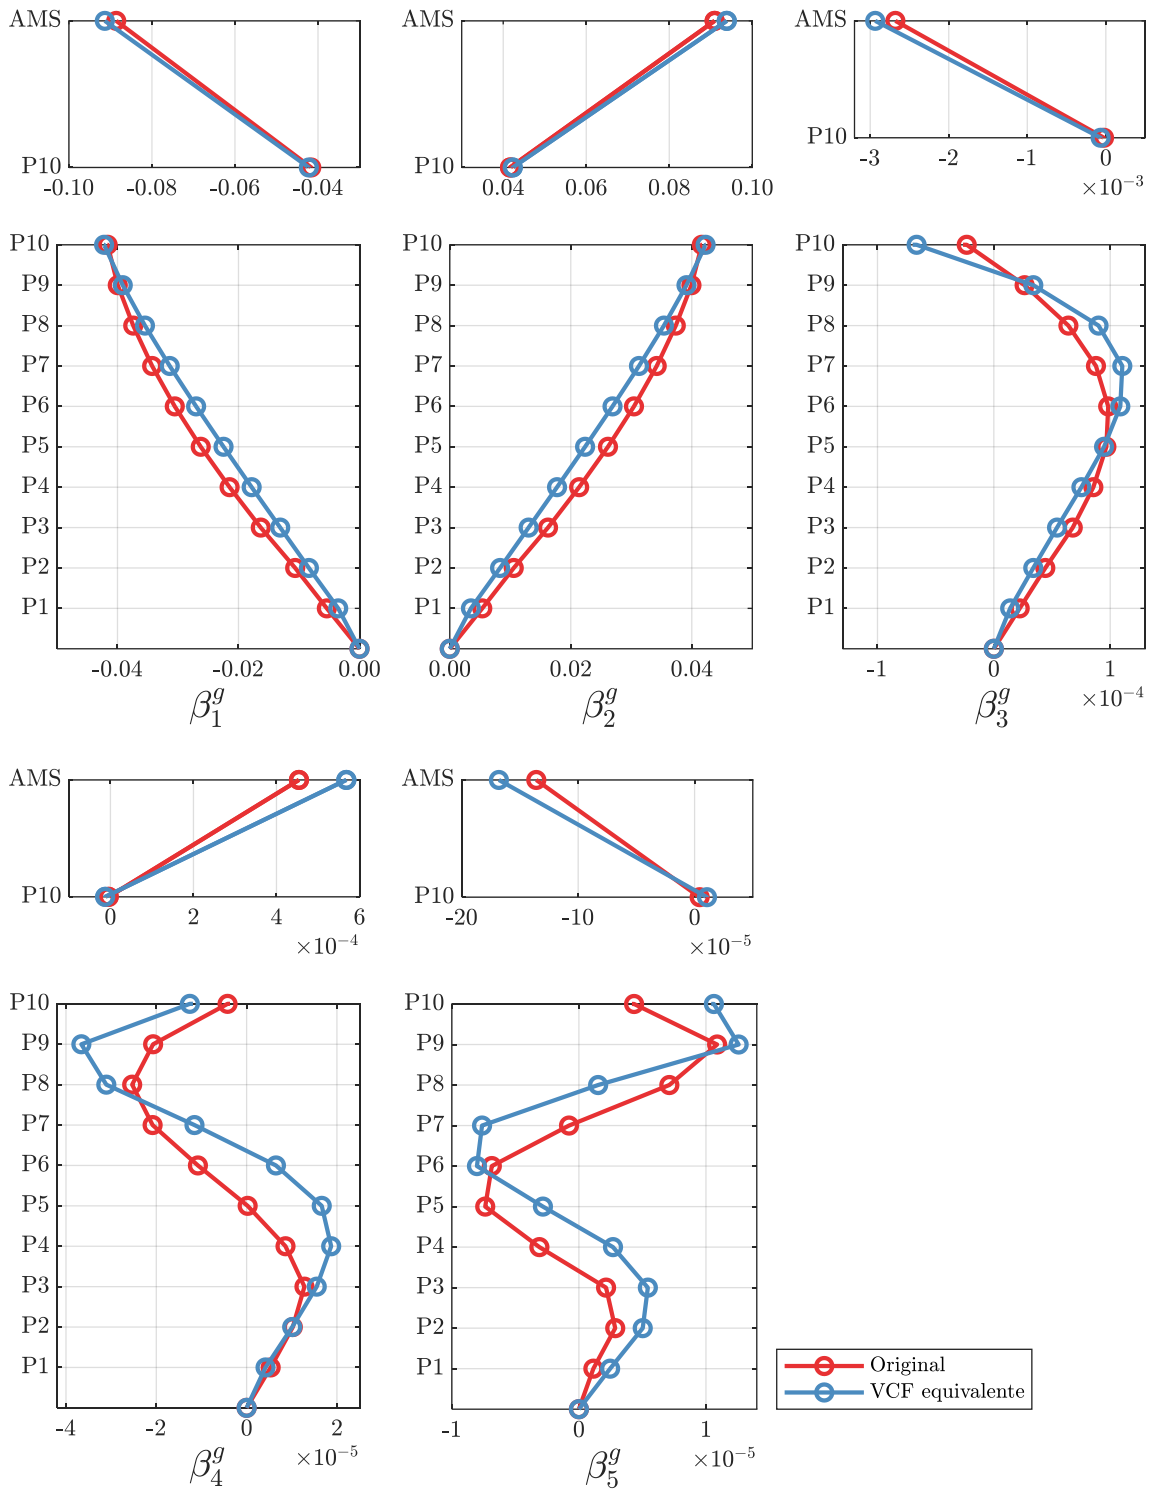 AMS
P10
-0.10 -0.08 -0.06 -0.04
AMS
P10
0.04 0.06 0.08 0.10
AMS
P10
-3 -2 -1 0
×10⁻³
P10
P9
P8
P7
P6
P5
P4
P3
P2
P1
-0.04 -0.02 0.00
β₁ᵍ
P10
P9
P8
P7
P6
P5
P4
P3
P2
P1
0.00 0.02 0.04
β₂ᵍ
P10
P9
P8
P7
P6
P5
P4
P3
P2
P1
-1 0 1
×10⁻⁴
β₃ᵍ
AMS
P10
0 2 4 6
×10⁻⁴
AMS
P10
-20 -10 0
×10⁻⁵
P10
P9
P8
P7
P6
P5
P4
P3
P2
P1
-4 -2 0 2
×10⁻⁵
β₄ᵍ
P10
P9
P8
P7
P6
P5
P4
P3
P2
P1
-1 0 1
×10⁻⁵
β₅ᵍ
Original
VCF equivalente